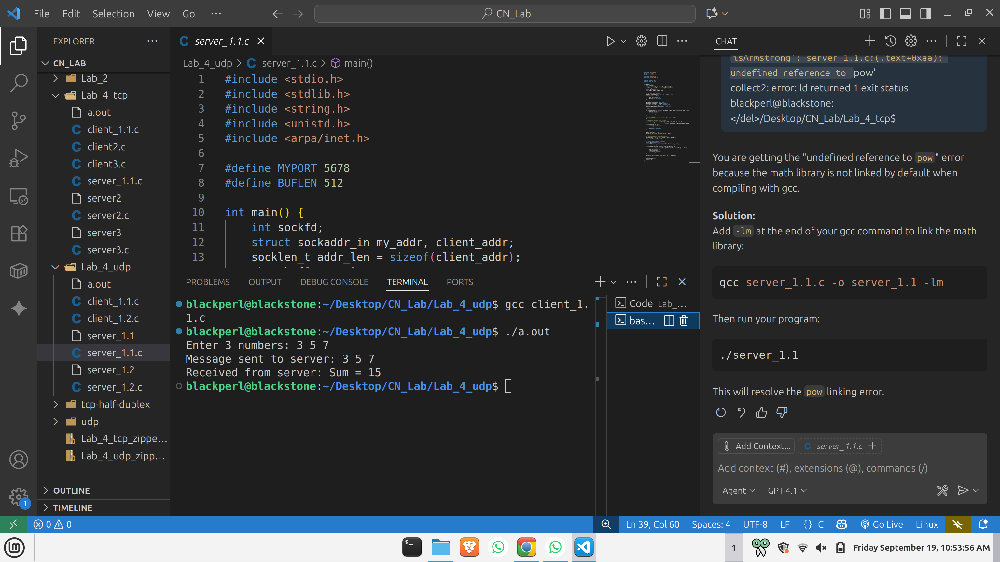 File Edit Selection View Go ···
CN_Lab
EXPLORER ···
CN_LAB
Lab_2
Lab_4_tcp
a.out
client_1.1.c
client2.c
client3.c
server_1.1.c
server2
server2.c
server3
server3.c
Lab_4_udp
a.out
client_1.1.c
client_1.2.c
server_1.1
server_1.1.c
server_1.2
server_1.2.c
tcp-half-duplex
udp
Lab_4_tcp_zippe...
Lab_4_udp_zipp...
OUTLINE
TIMELINE
1
server_1.1.c
Lab_4_udp > C server_1.1.c > main()
1 #include <stdio.h>
2 #include <stdlib.h>
3 #include <string.h>
4 #include <unistd.h>
5 #include <arpa/inet.h>
6
7 #define MYPORT 5678
8 #define BUFLEN 512
9
10 int main() {
11 int sockfd;
12 struct sockaddr_in my_addr, client_addr;
13 socklen_t addr_len = sizeof(client_addr);
PROBLEMS OUTPUT DEBUG CONSOLE TERMINAL PORTS
blackperl@blackstone:~/Desktop/CN_Lab/Lab_4_udp$ gcc client_1.
1.c
blackperl@blackstone:~/Desktop/CN_Lab/Lab_4_udp$ ./a.out
Enter 3 numbers: 3 5 7
Message sent to server: 3 5 7
Received from server: Sum = 15
blackperl@blackstone:~/Desktop/CN_Lab/Lab_4_udp$
Code Lab_...
bas...
CHAT
isArmstrong': server_1.1.c:(.text+0xaa):
undefined reference to pow'
collect2: error: ld returned 1 exit status
blackperl@blackstone:
</del>/Desktop/CN_Lab/Lab_4_tcp$
You are getting the "undefined reference to pow" error
because the math library is not linked by default when
compiling with gcc.
Solution:
Add -lm at the end of your gcc command to link the math
library:
gcc server_1.1.c -o server_1.1 -lm
Then run your program:
./server_1.1
This will resolve the pow linking error.
Add Context... C server_1.1.c
Add context (#), extensions (@), commands (/)
Agent GPT-4.1
0 0
Ln 39, Col 60 Spaces: 4 UTF-8 LF {} C Go Live Linux
1 Friday September 19, 10:53:56 AM